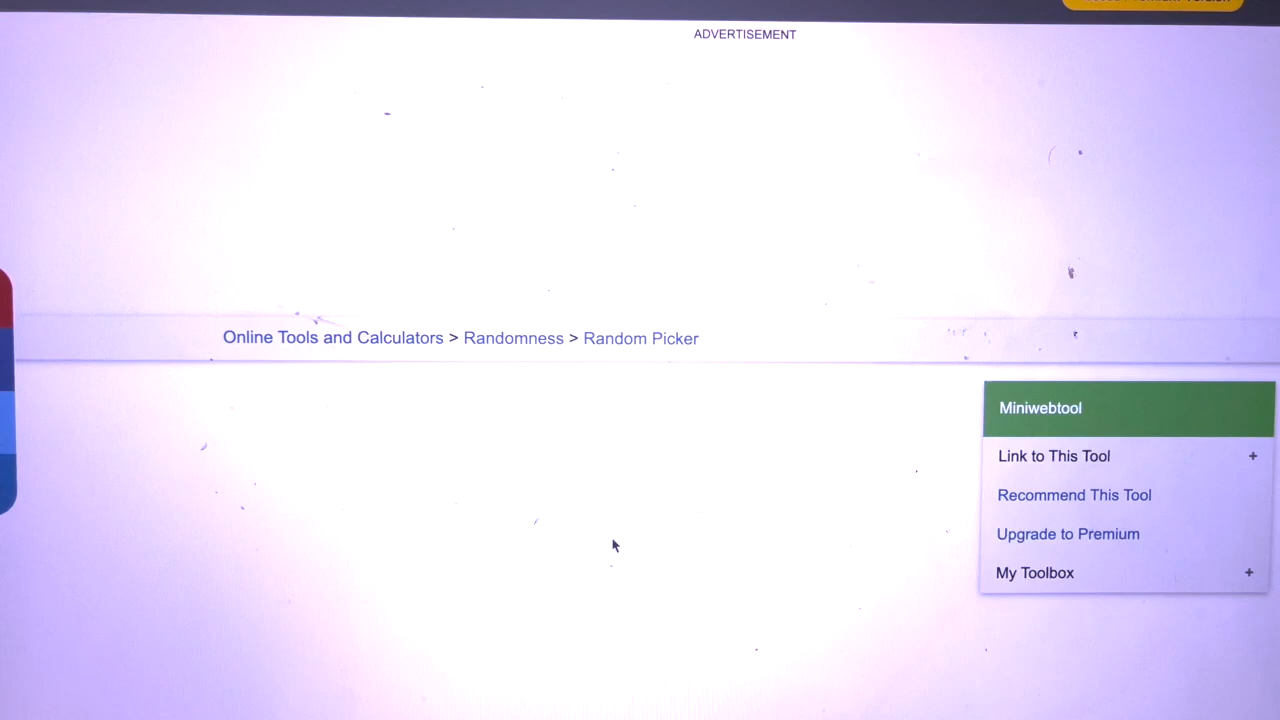 ADVERTISEMENT
Online Tools and Calculators > Randomness > Random Picker
Miniwebtool
Link to This Tool +
Recommend This Tool
Upgrade to Premium
My Toolbox +